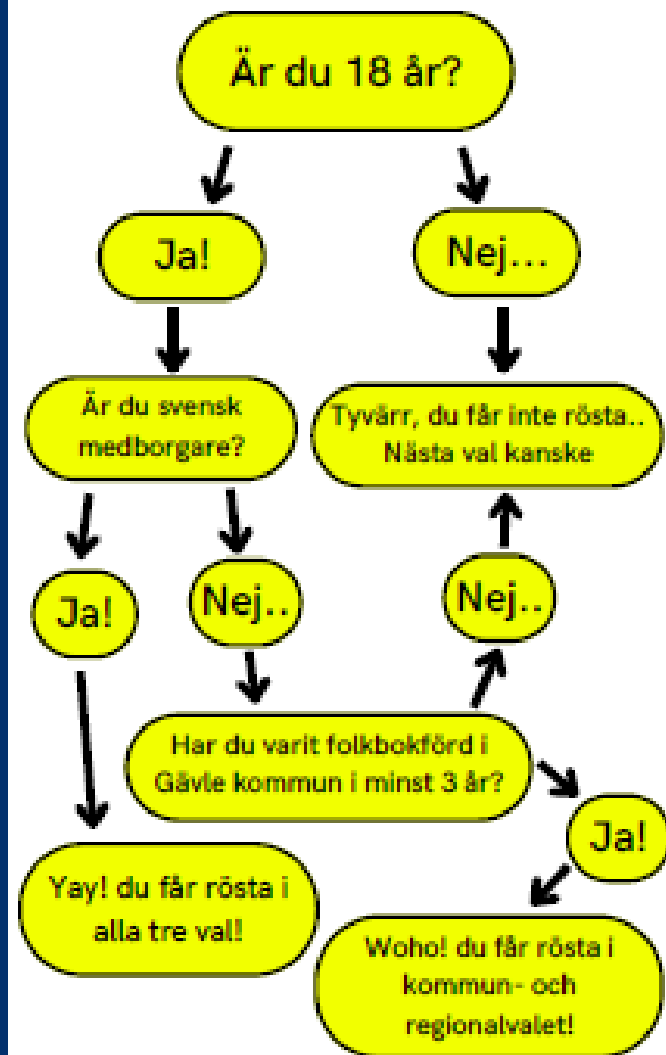 Är du 18 år?
Ja!
Nej...
Är du svensk
medborgare?
Tyvärr, du får inte rösta..
Nästa val kanske
Ja!
Nej..
Nej..
Har du varit folkbokförd i
Gävle kommun i minst 3 år?
Ja!
Yay! du får rösta i
alla tre val!
Woho! du får rösta i
kommun- och
regionalvalet!